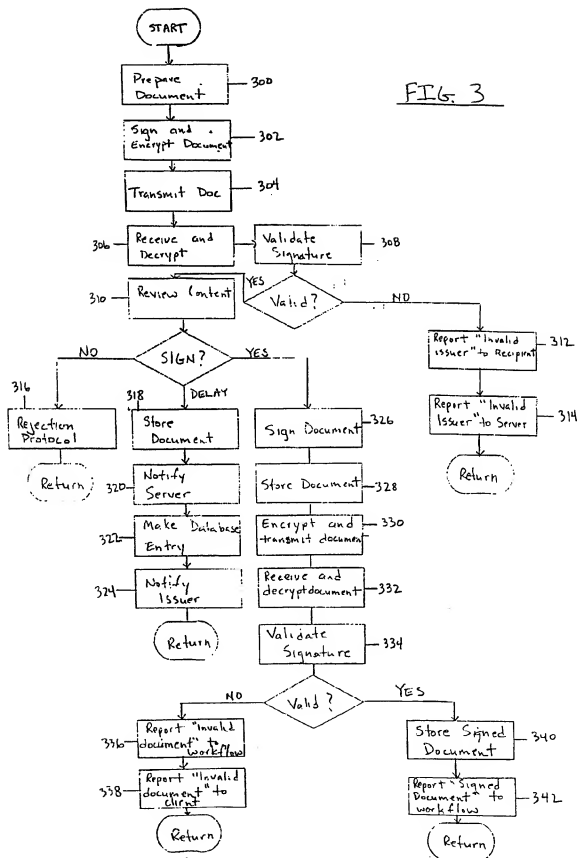 START
FIG. 3
Prepare
Document
300
Sign and
Encrypt Document
302
Transmit Doc
304
306
Receive and
Decrypt
Validate
Signature
308
310
Review Content
YES
Valid?
NO
Report "Invalid
issuer" to Recipient
312
Report "Invalid
Issuer" to Server
314
Return
NO
SIGN?
YES
DELAY
316
Rejection
Protocol
Return
318
Store
Document
320
Notify
Server
322
Make Database
Entry
324
Notify
Issuer
Return
Sign Document
326
Store Document
328
Encrypt and
transmit document
330
Receive and
decrypt document
332
Validate
Signature
334
NO
Valid?
YES
336
Report "Invalid
document" to
workflow
338
Report "Invalid
document" to
client
Return
Store Signed
Document
340
Report "Signed
Document" to
workflow
342
Return